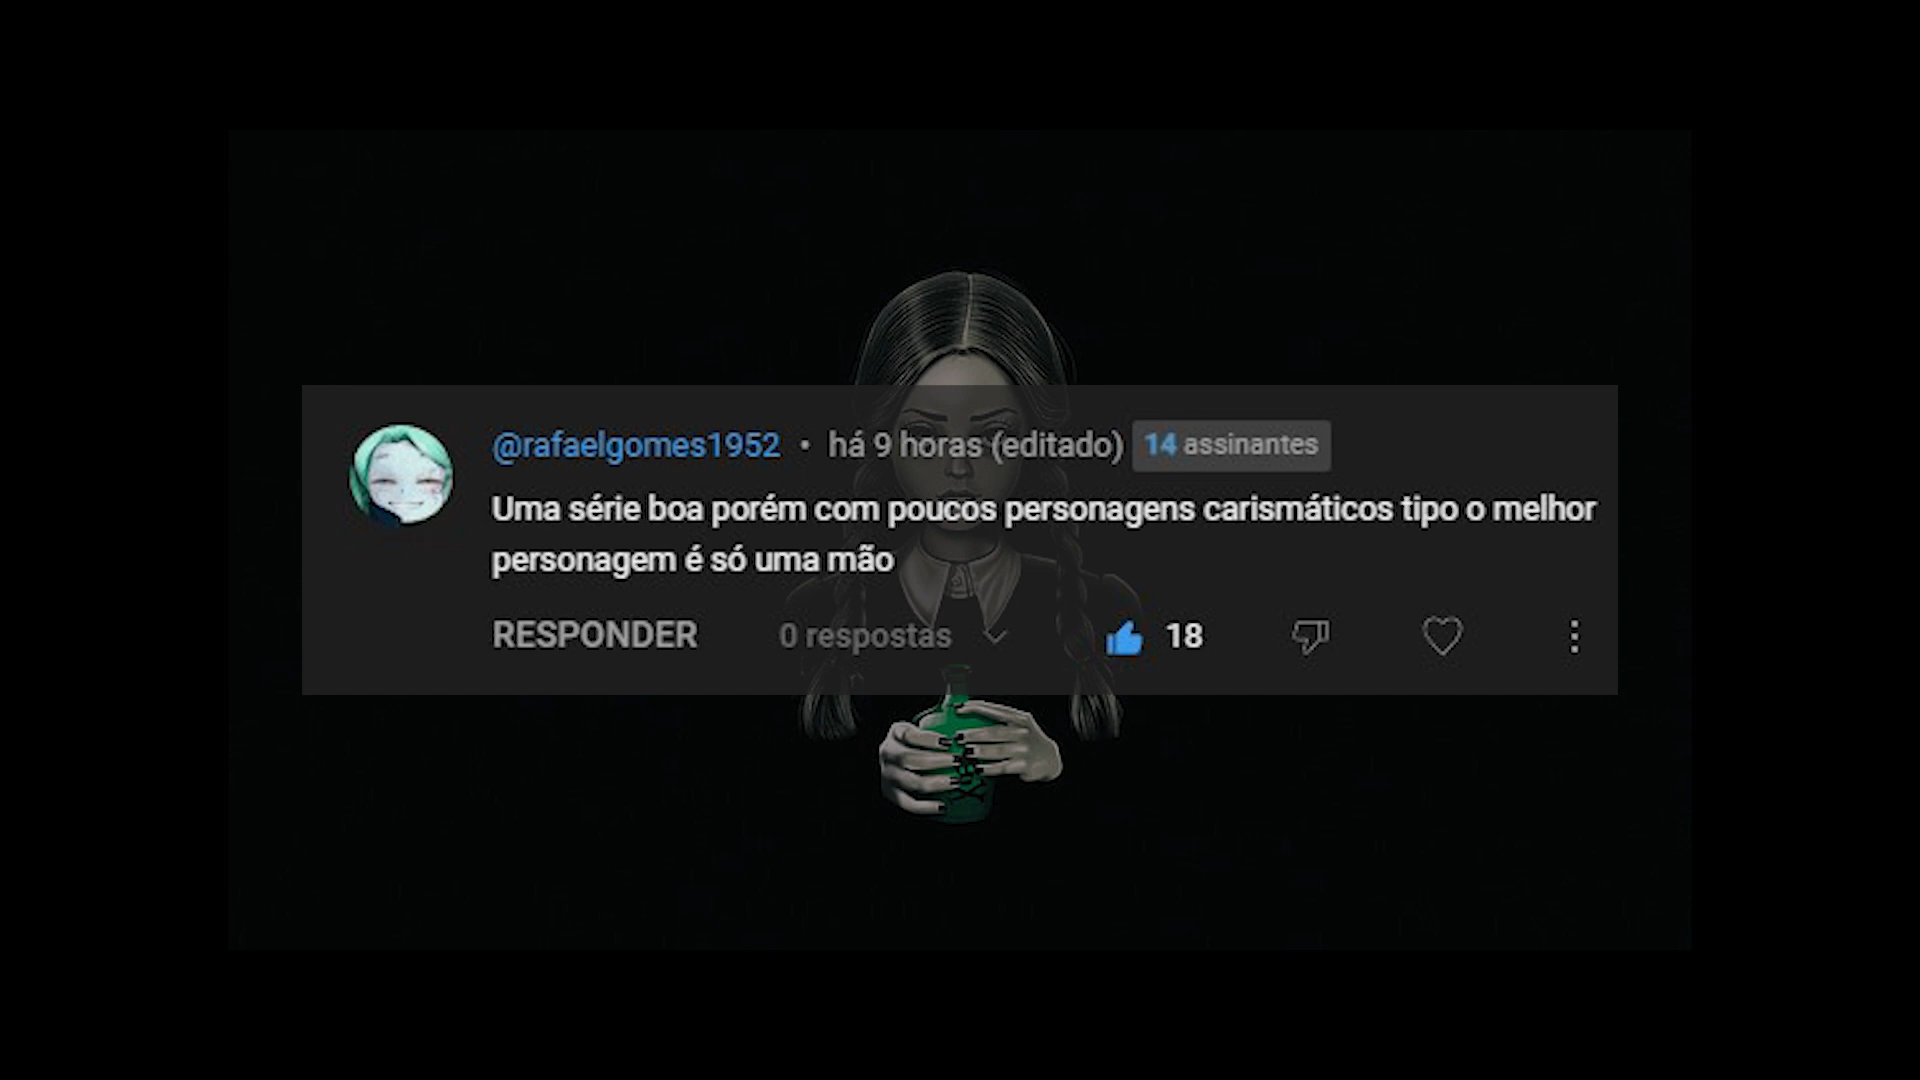 @rafaelgomes1952 • há 9 horas (editado) 14 assinantes
Uma série boa porém com poucos personagens carismáticos tipo o melhor
personagem é só uma mão
RESPONDER 0 respostas 18